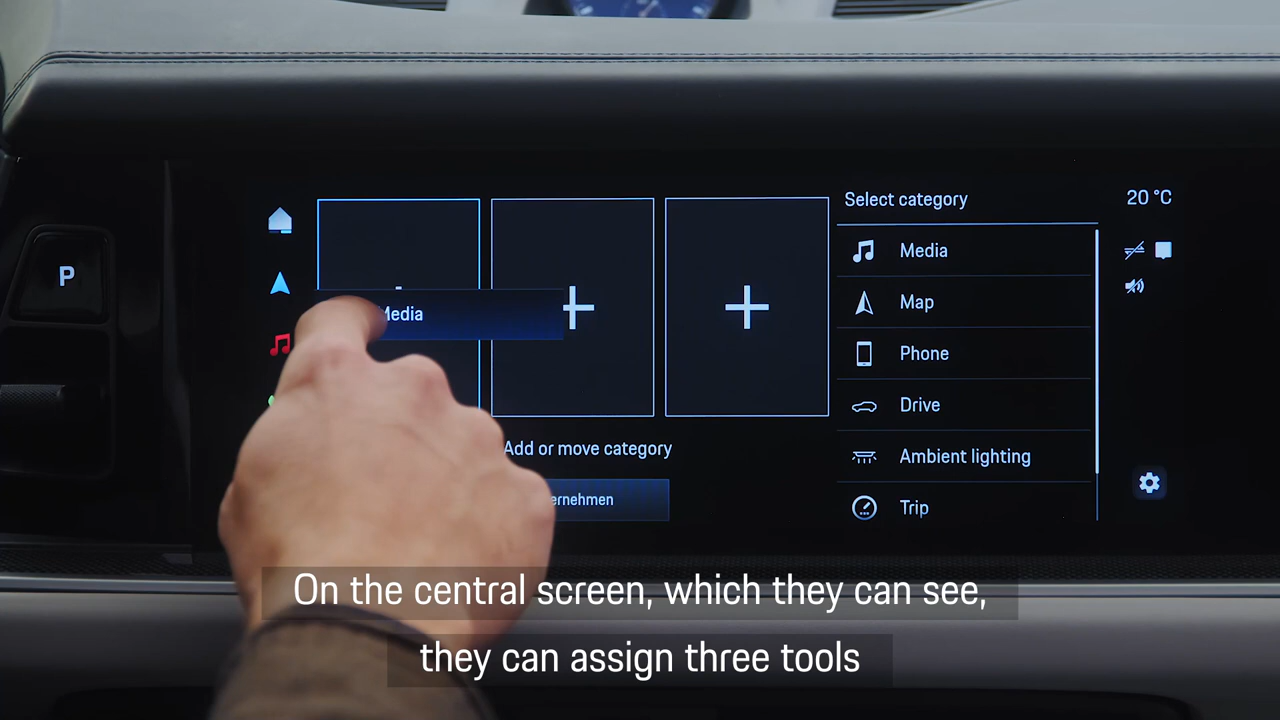 P
Select category
20 °C
Media
Map
Phone
Drive
Ambient lighting
Trip
Media
Add or move category
On the central screen, which they can see,
they can assign three tools